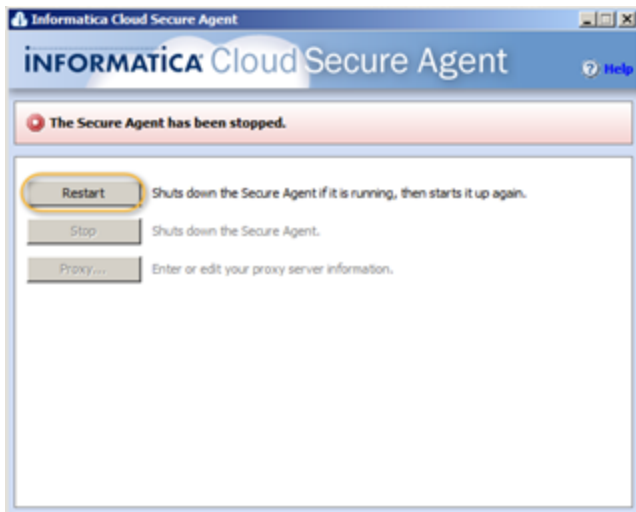 Informatica Cloud Secure Agent
INFORMATICA Cloud Secure Agent
Help
The Secure Agent has been stopped.
Restart Shuts down the Secure Agent if it is running, then starts it up again.
Stop Shuts down the Secure Agent.
Proxy... Enter or edit your proxy server information.